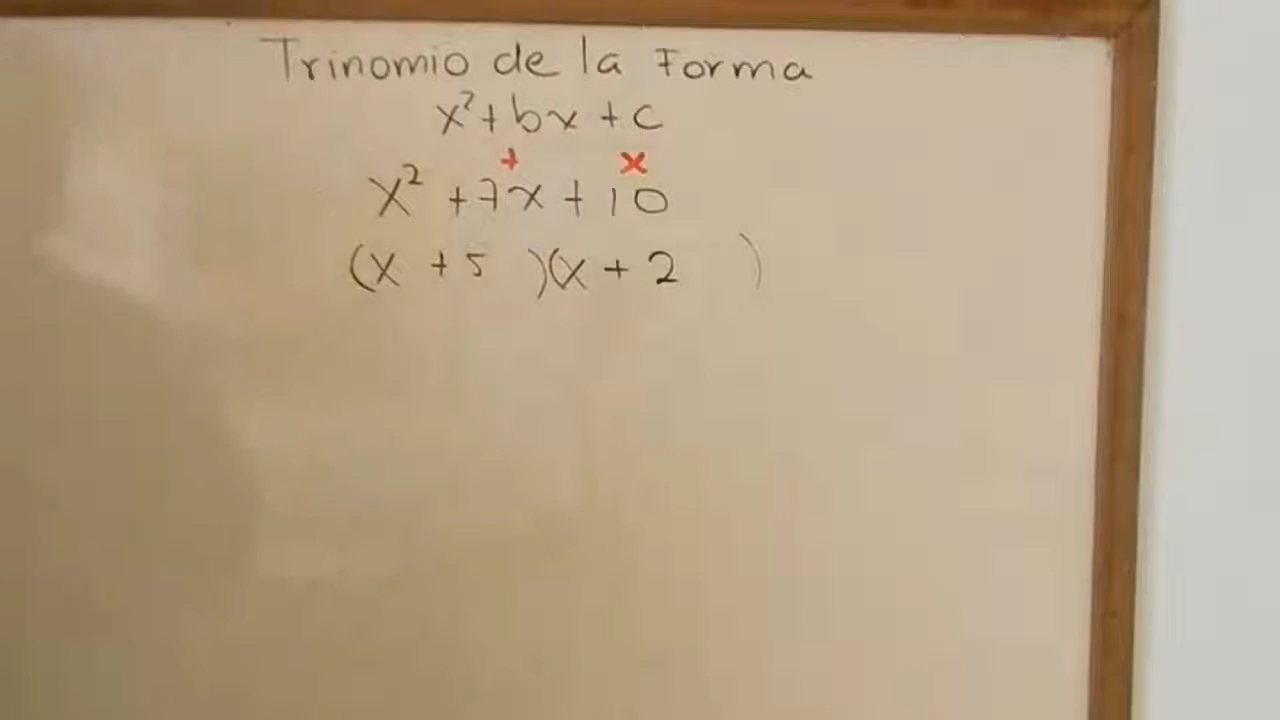 Trinomio de la Forma
x² + bx + c
+ x
x² + 7x + 10
(x + 5 )(x + 2 )